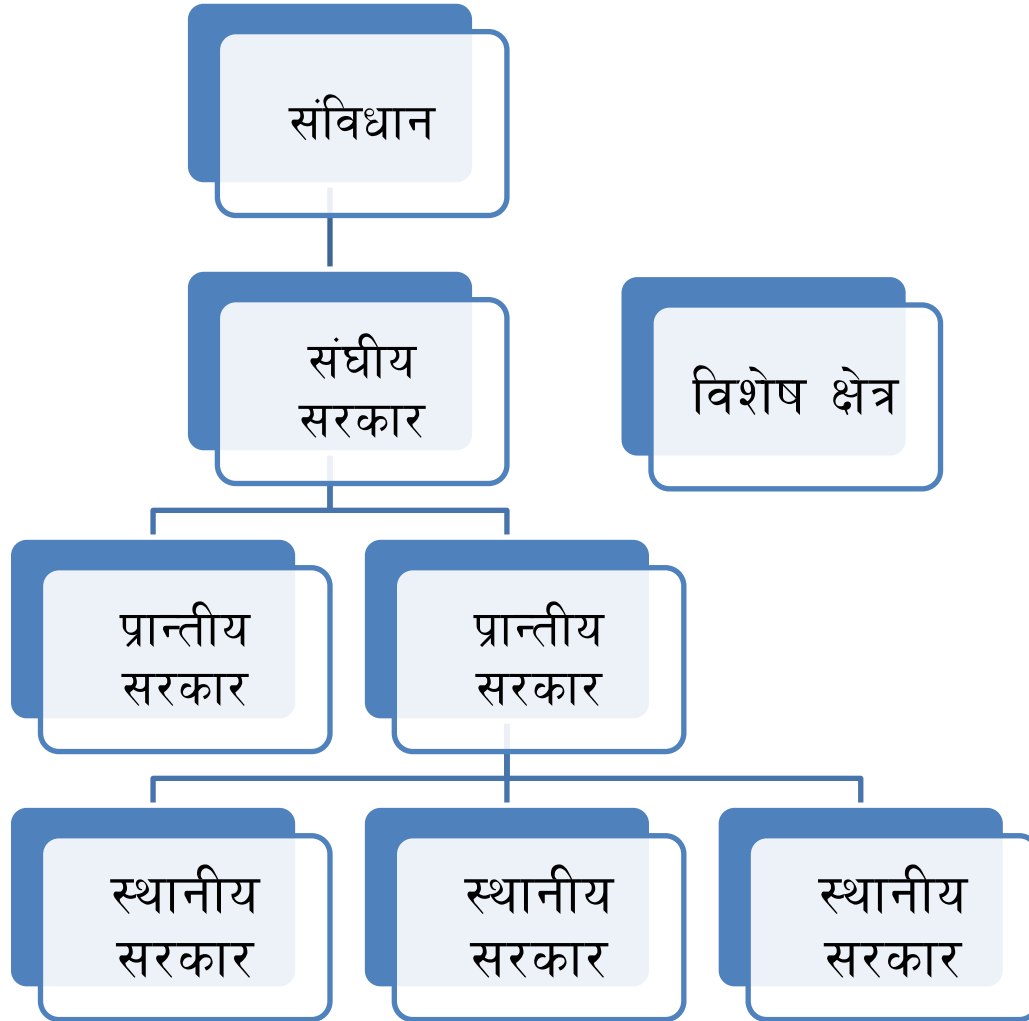 संविधान
संघीय
सरकार
विशेष क्षेत्र
प्रान्तीय
सरकार
प्रान्तीय
सरकार
स्थानीय
सरकार
स्थानीय
सरकार
स्थानीय
सरकार